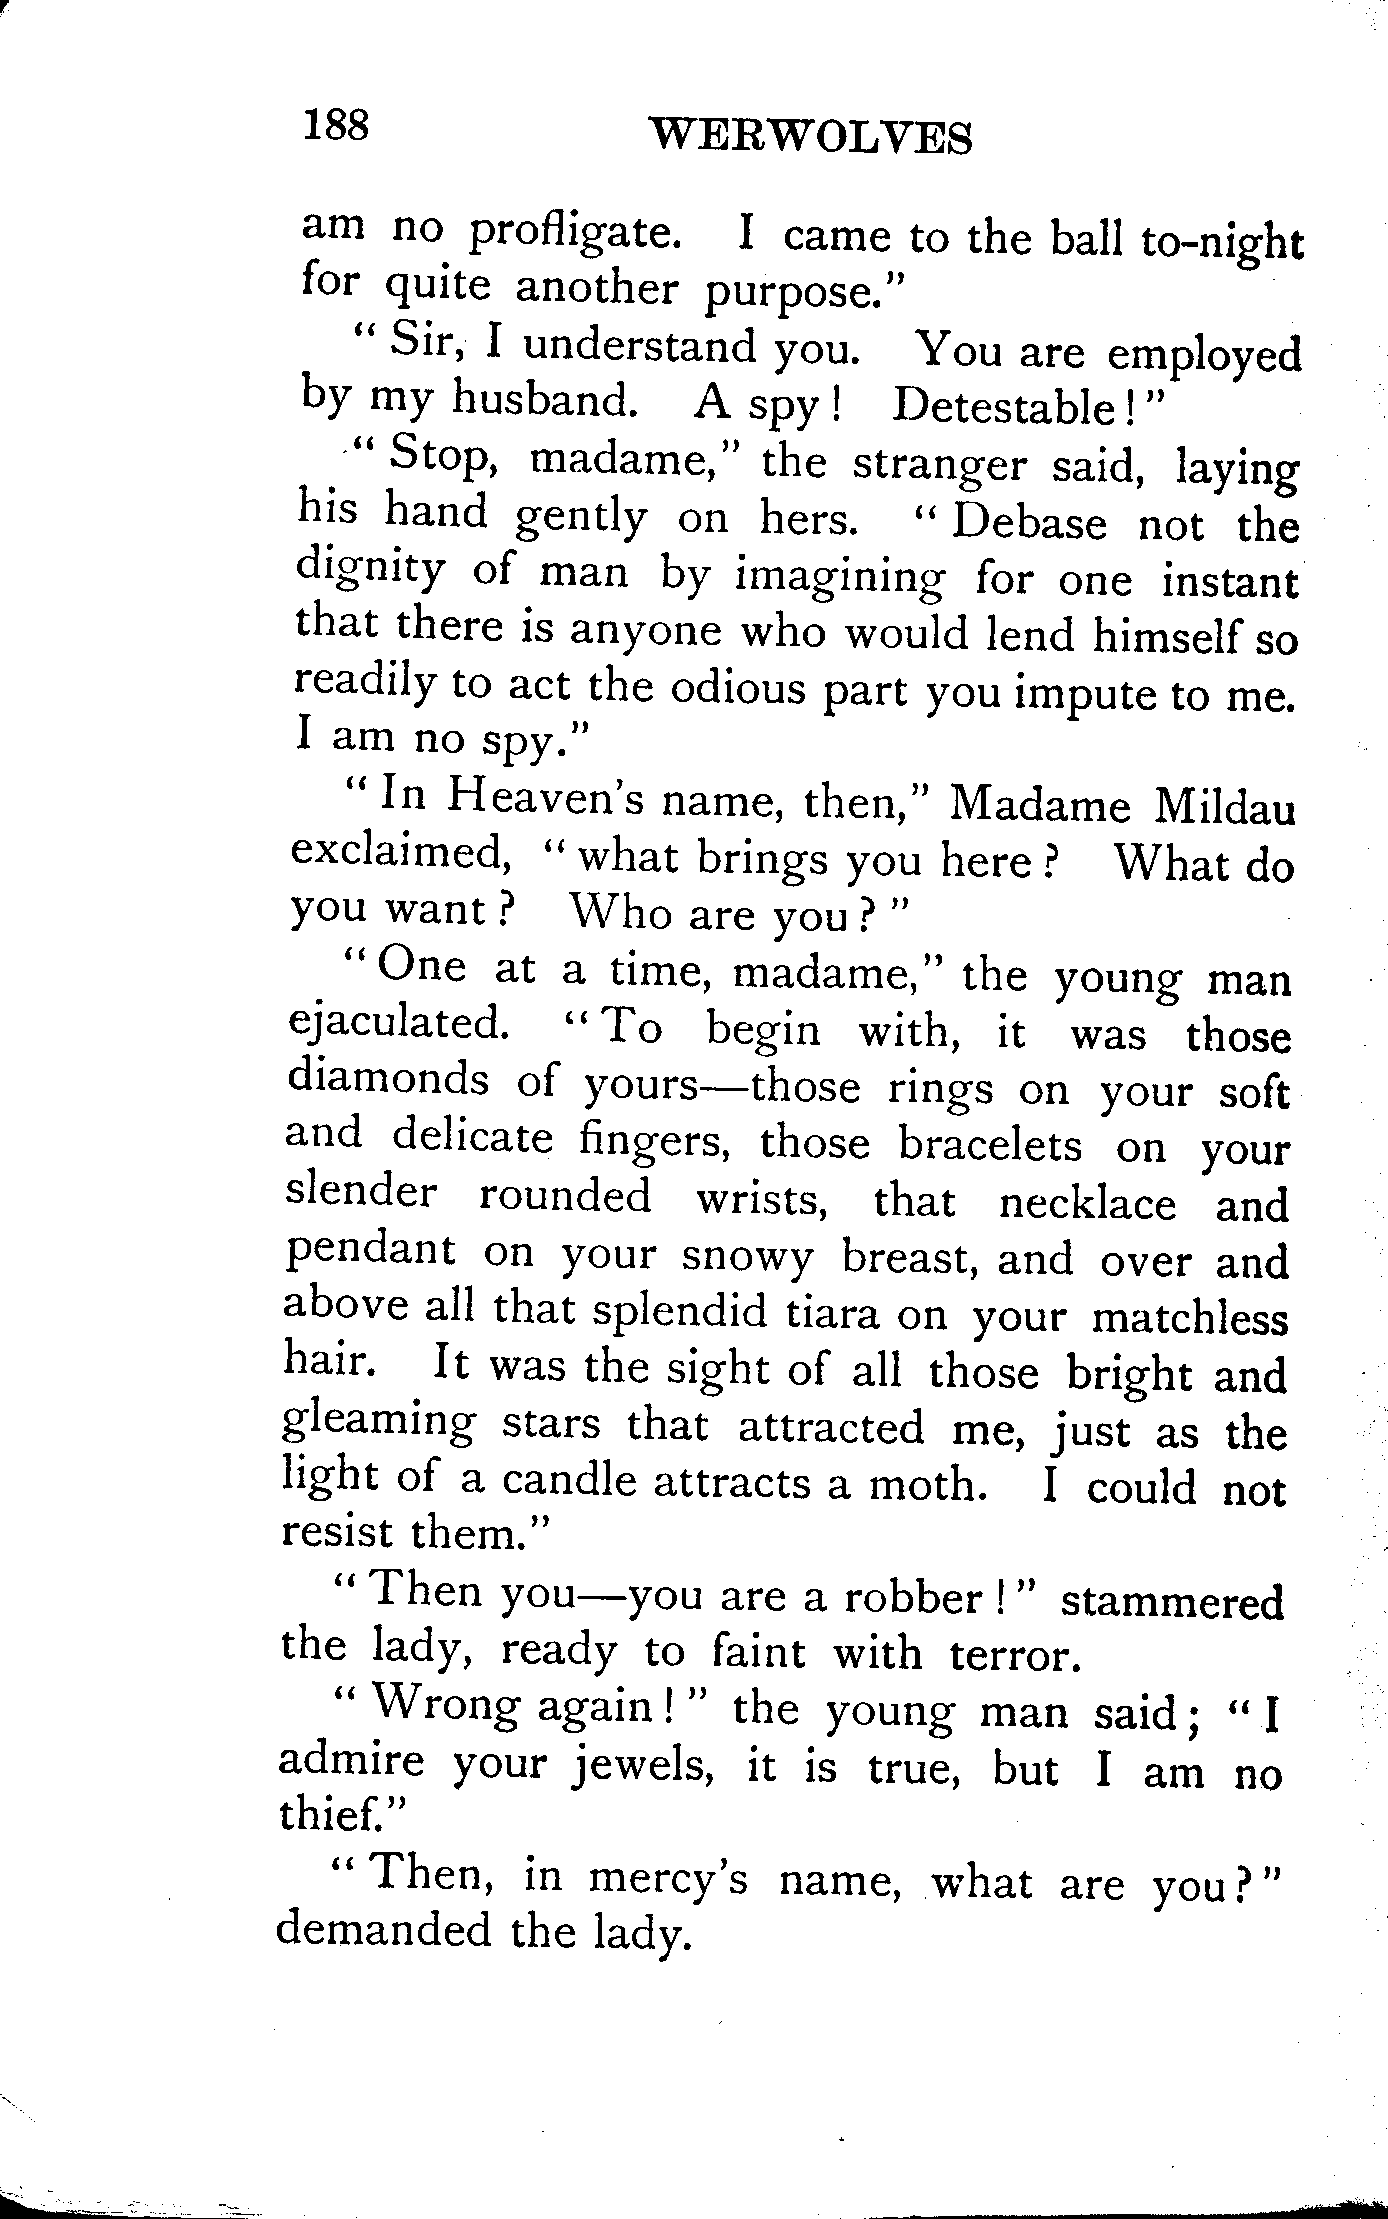 188 WERWOLVES
am no profligate. I came to the ball to-night
for quite another purpose."
" Sir, I understand you. You are employed
by my husband. A spy ! Detestable ! "
" Stop, madame," the stranger said, laying
his hand gently on hers. " Debase not the
dignity of man by imagining for one instant
that there is anyone who would lend himself so
readily to act the odious part you impute to me.
I am no spy."
" In Heaven's name, then," Madame Mildau
exclaimed, " what brings you here ? What do
you want ? Who are you ? "
" One at a time, madame," the young man
ejaculated. " To begin with, it was those
diamonds of yours—those rings on your soft
and delicate fingers, those bracelets on your
slender rounded wrists, that necklace and
pendant on your snowy breast, and over and
above all that splendid tiara on your matchless
hair. It was the sight of all those bright and
gleaming stars that attracted me, just as the
light of a candle attracts a moth. I could not
resist them."
" Then you—you are a robber ! " stammered
the lady, ready to faint with terror.
" Wrong again ! " the young man said ; " I
admire your jewels, it is true, but I am no
thief."
" Then, in mercy's name, what are you ? "
demanded the lady.